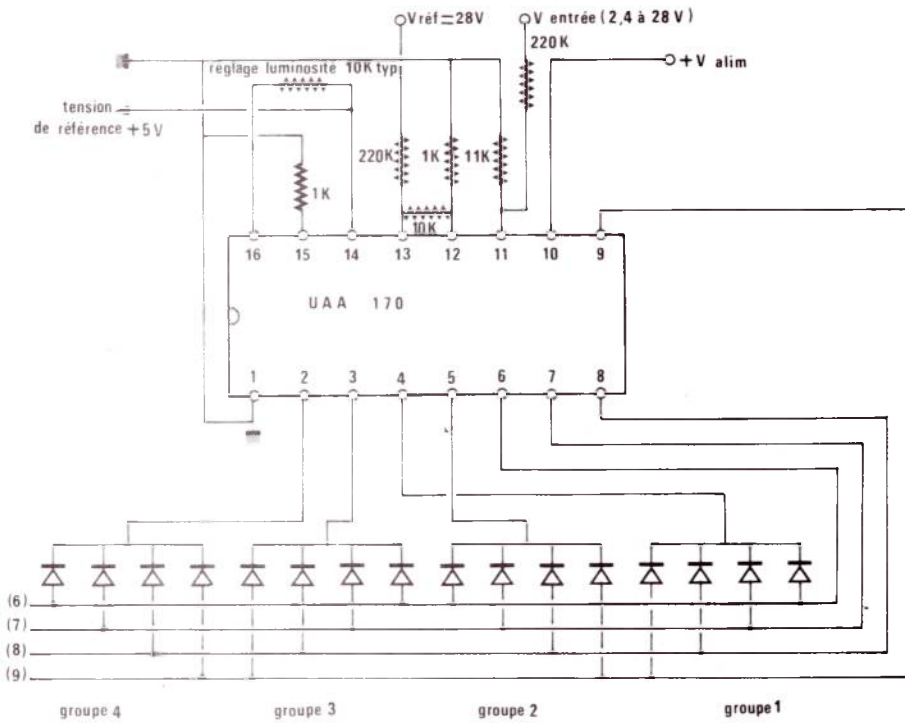 Vréf = 28V
V entrée (2,4 à 28 V)
220K
+V alim
réglage luminosité 10K typ
tension
de référence +5V
220K
1K
11K
1K
10K
16 15 14 13 12 11 10 9
UAA 170
1 2 3 4 5 6 7 8
(6)
(7)
(8)
(9)
groupe 4 groupe 3 groupe 2 groupe 1